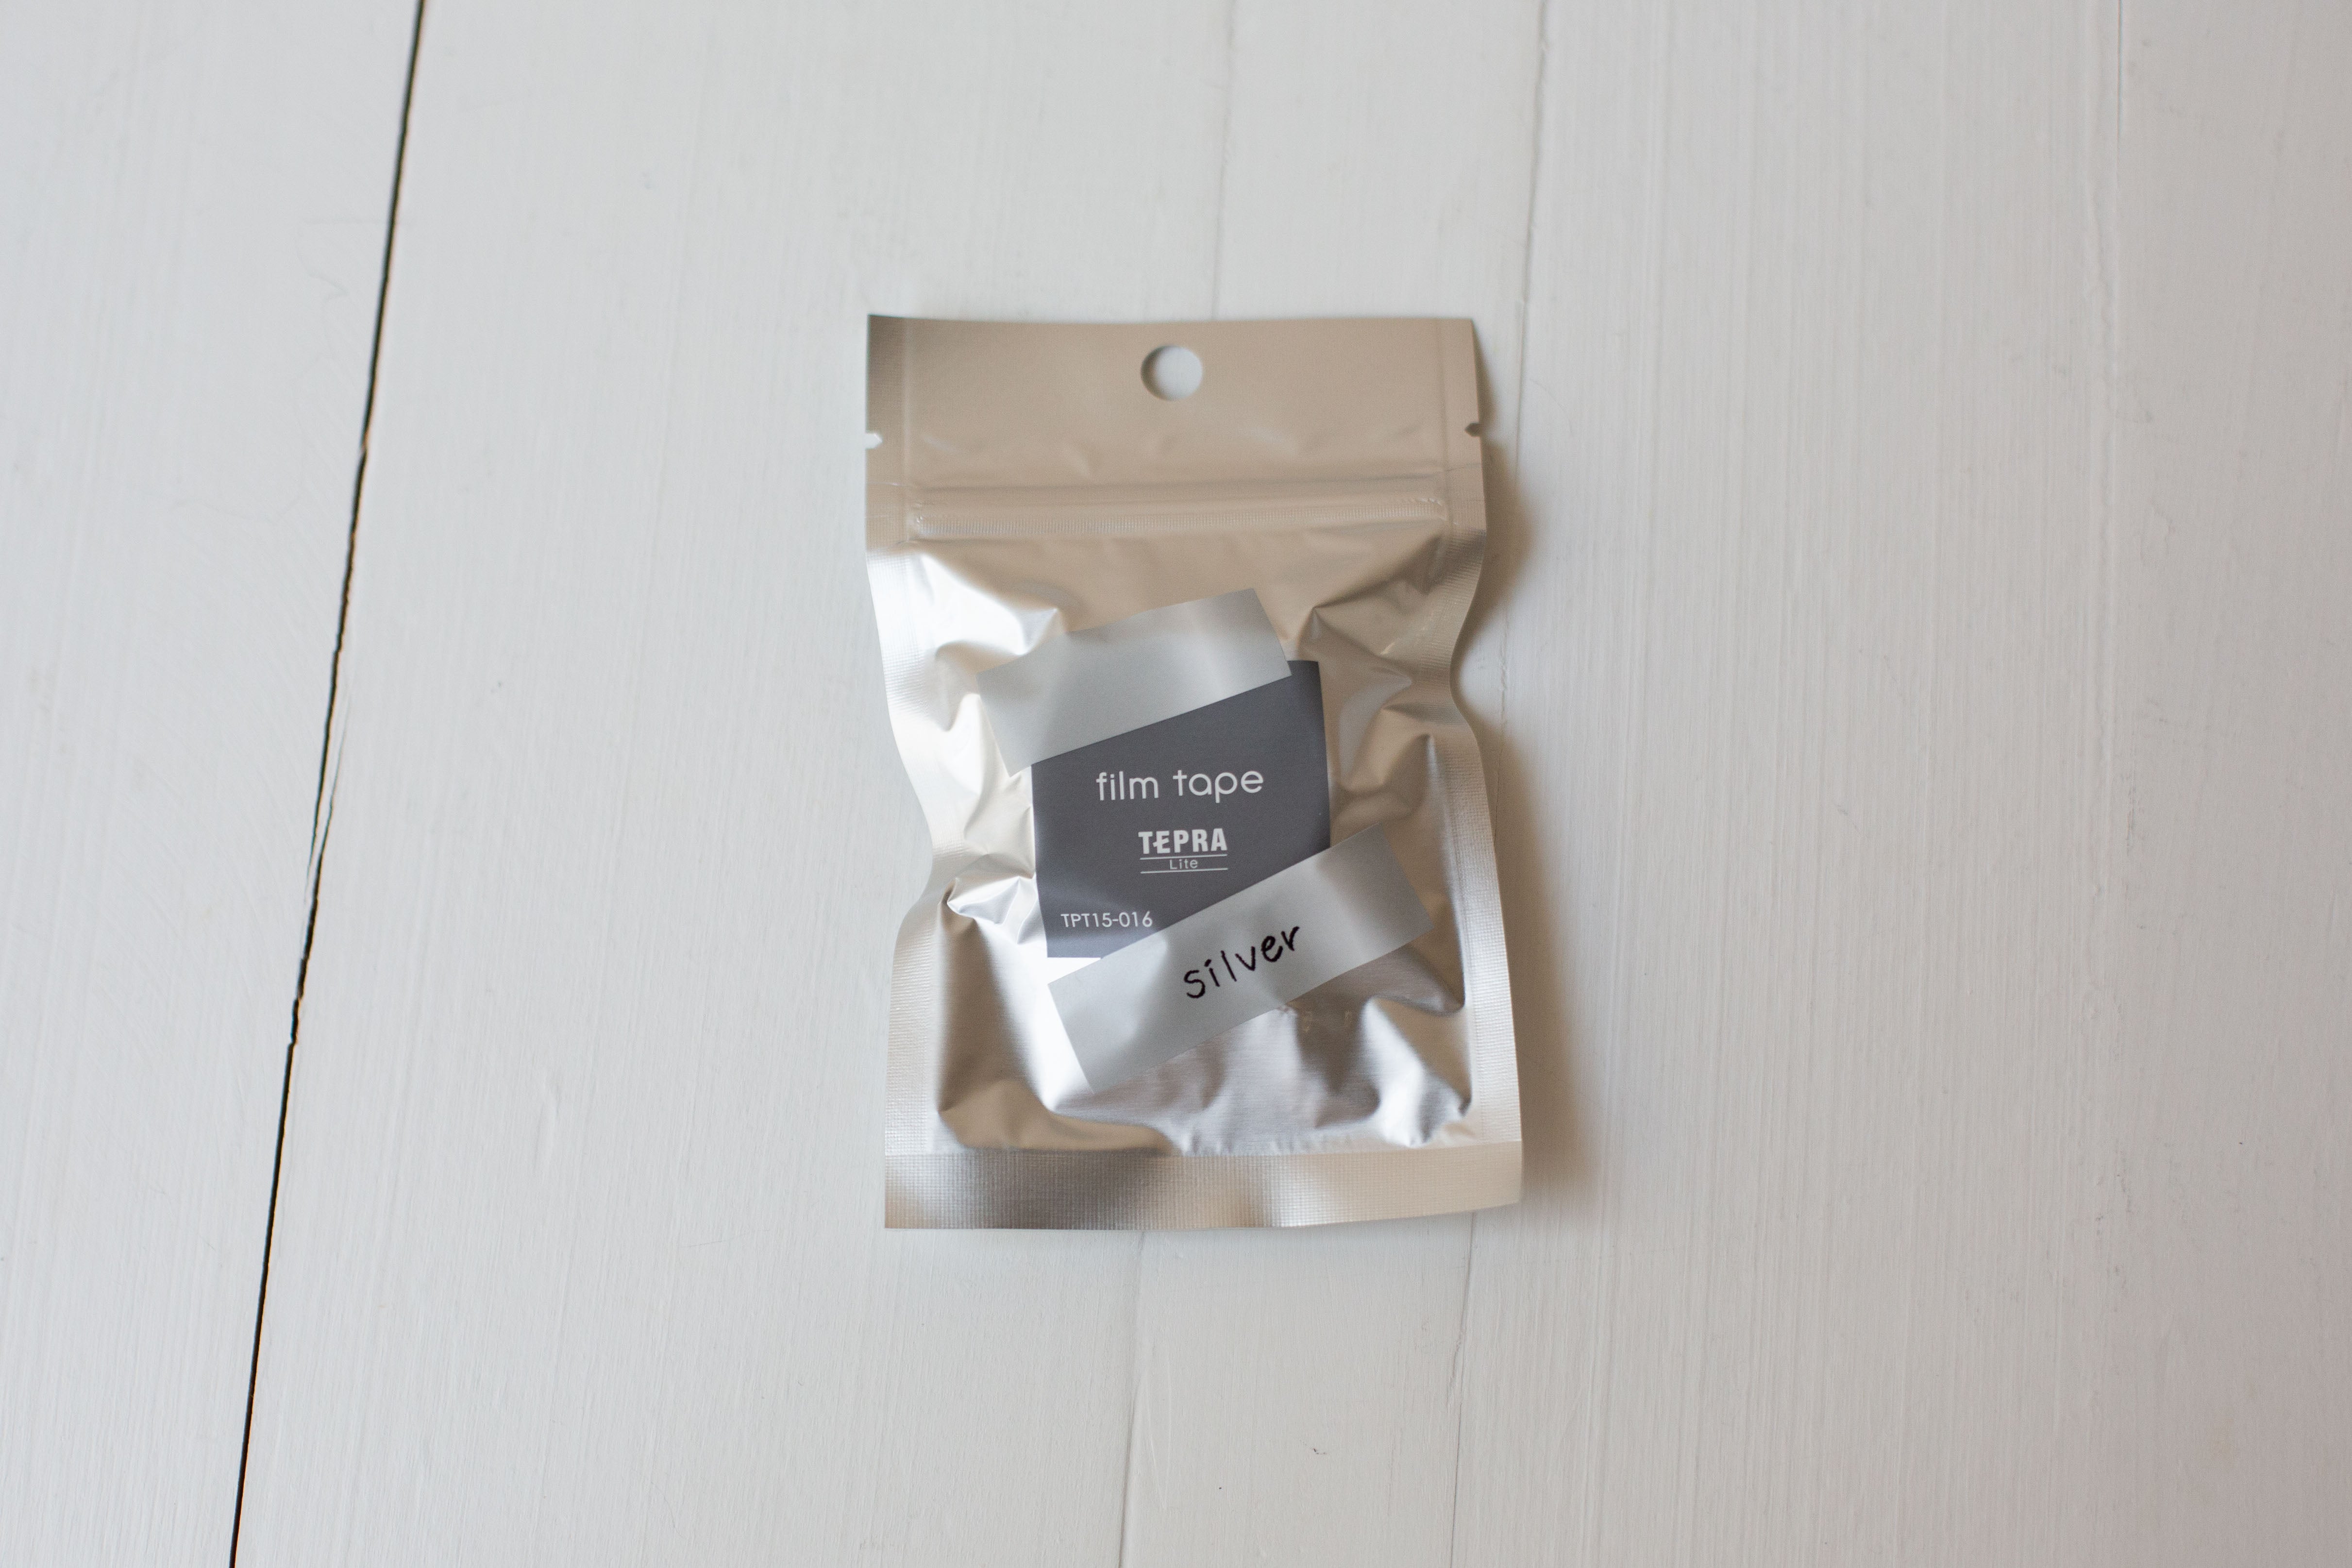 film tape
TEPRA
Lite
TPT15-016
silver